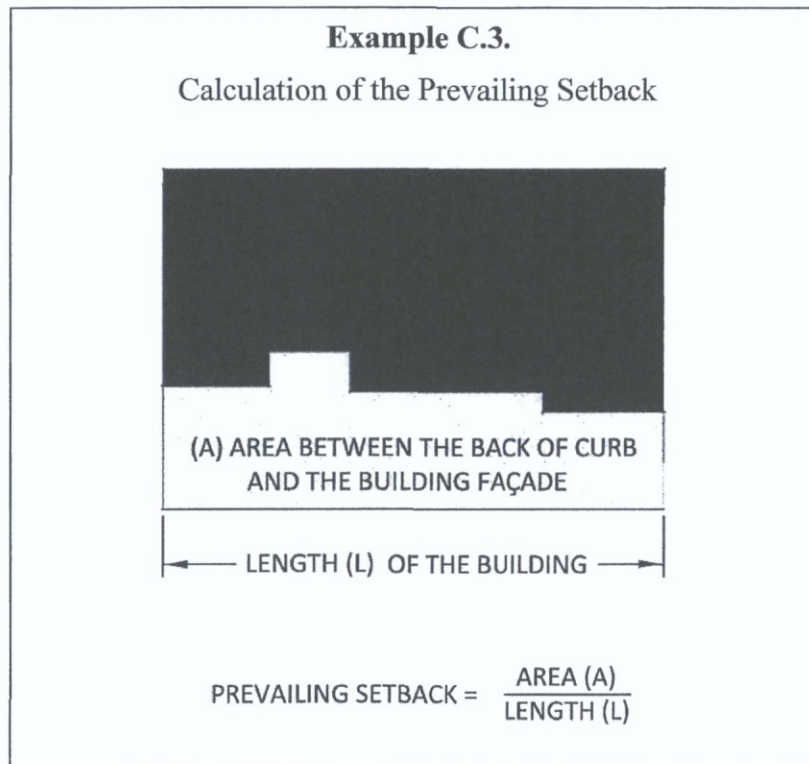 Example C.3.
Calculation of the Prevailing Setback
(A) AREA BETWEEN THE BACK OF CURB
AND THE BUILDING FAÇADE
LENGTH (L) OF THE BUILDING
PREVAILING SETBACK = AREA (A)
LENGTH (L)